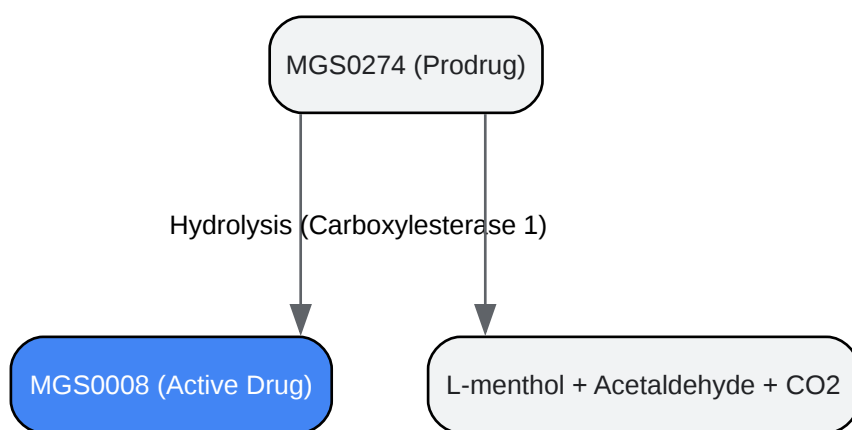 MGS0274 (Prodrug)
Hydrolysis (Carboxylesterase 1)
MGS0008 (Active Drug)
L-menthol + Acetaldehyde + CO2